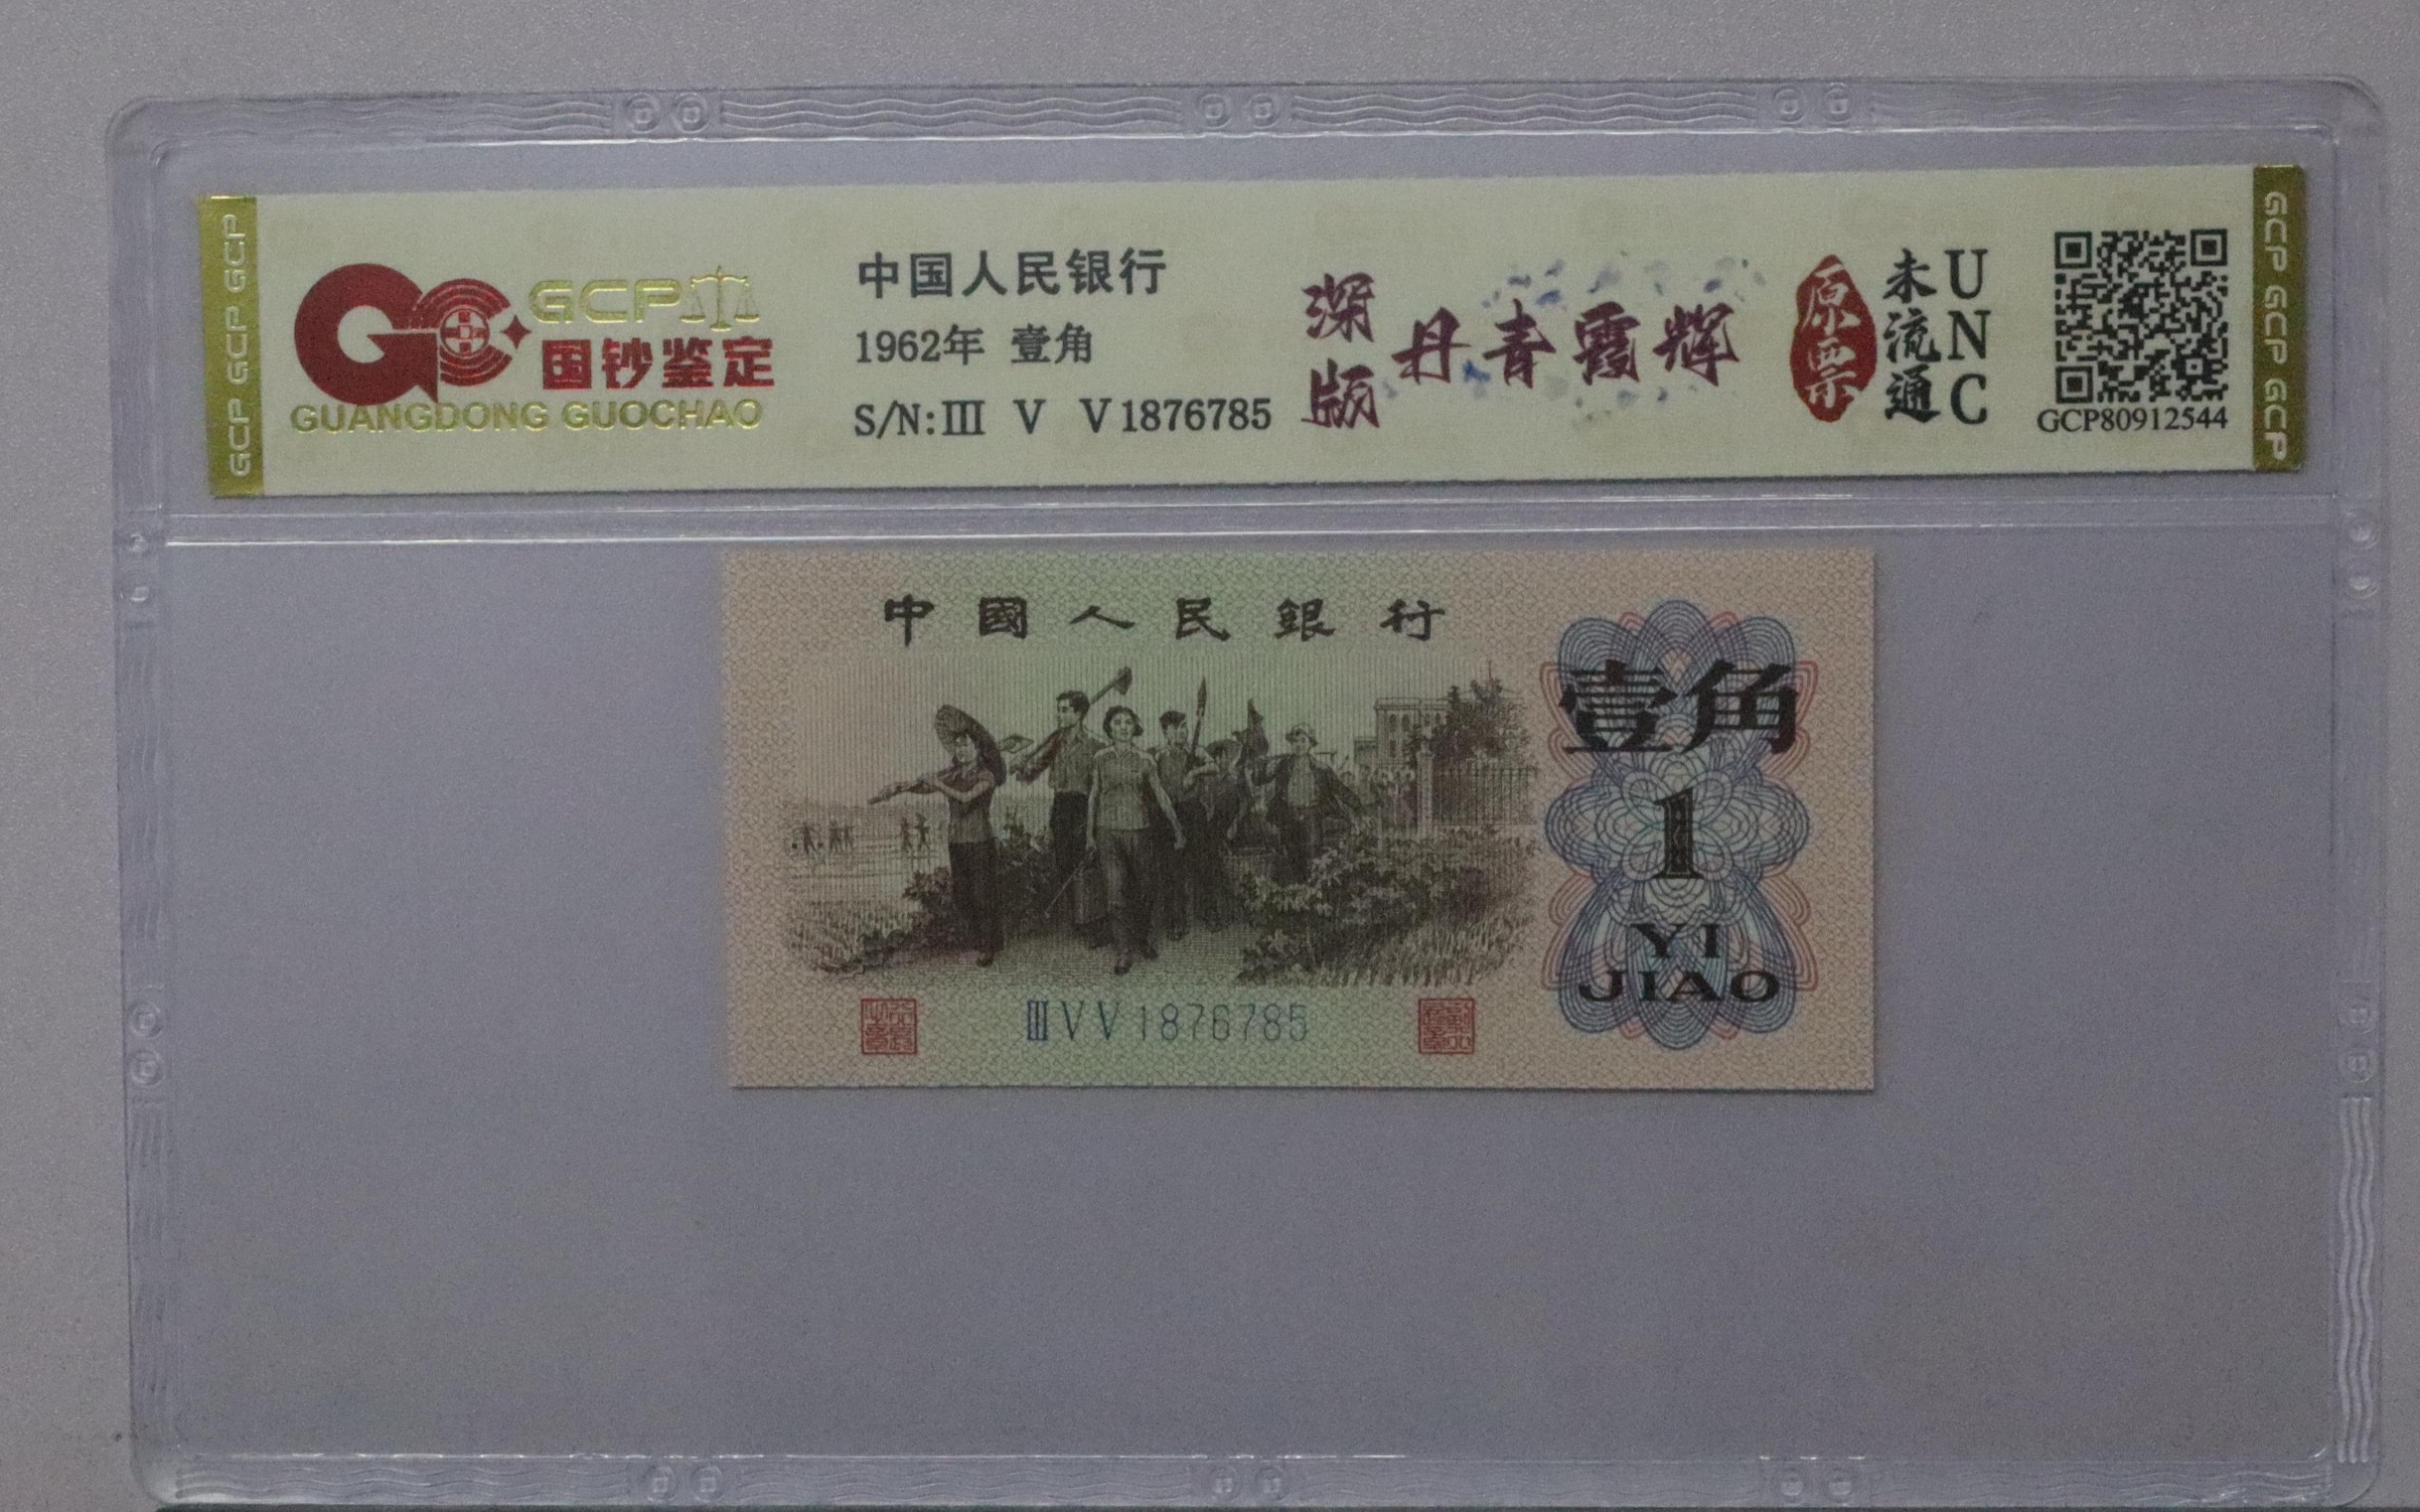 GCP GCP GCP
GCP
国钞鉴定
GUANGDONG GUOCHAO
中国人民银行
1962年 壹角
S/N:Ⅲ Ⅴ Ⅴ1876785
深版
丹青霞辉
原票
未流通
UNC
GCP80912544
GCP GCP GCP
中國人民銀行
壹角
1
YI
JIAO
ⅢⅤⅤ1876785